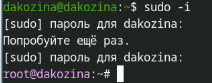 dakozina@dakozina:~$ sudo -i
[sudo] пароль для dakozina:
Попробуйте ещё раз.
[sudo] пароль для dakozina:
root@dakozina:~#